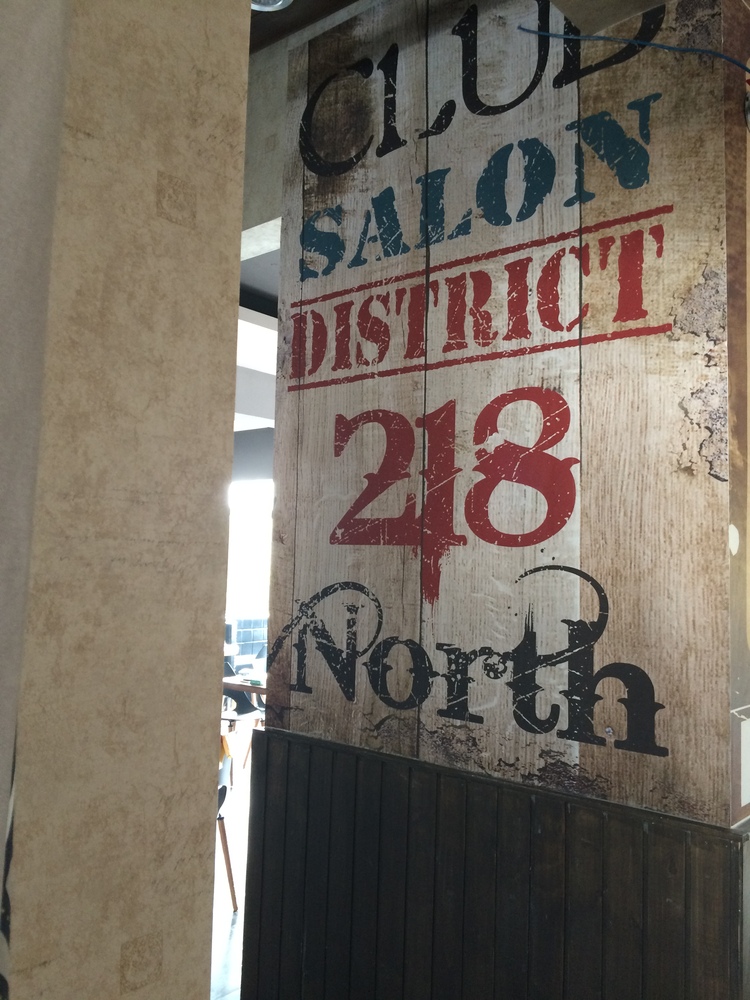 CLUB
SALON
DISTRICT
218
North